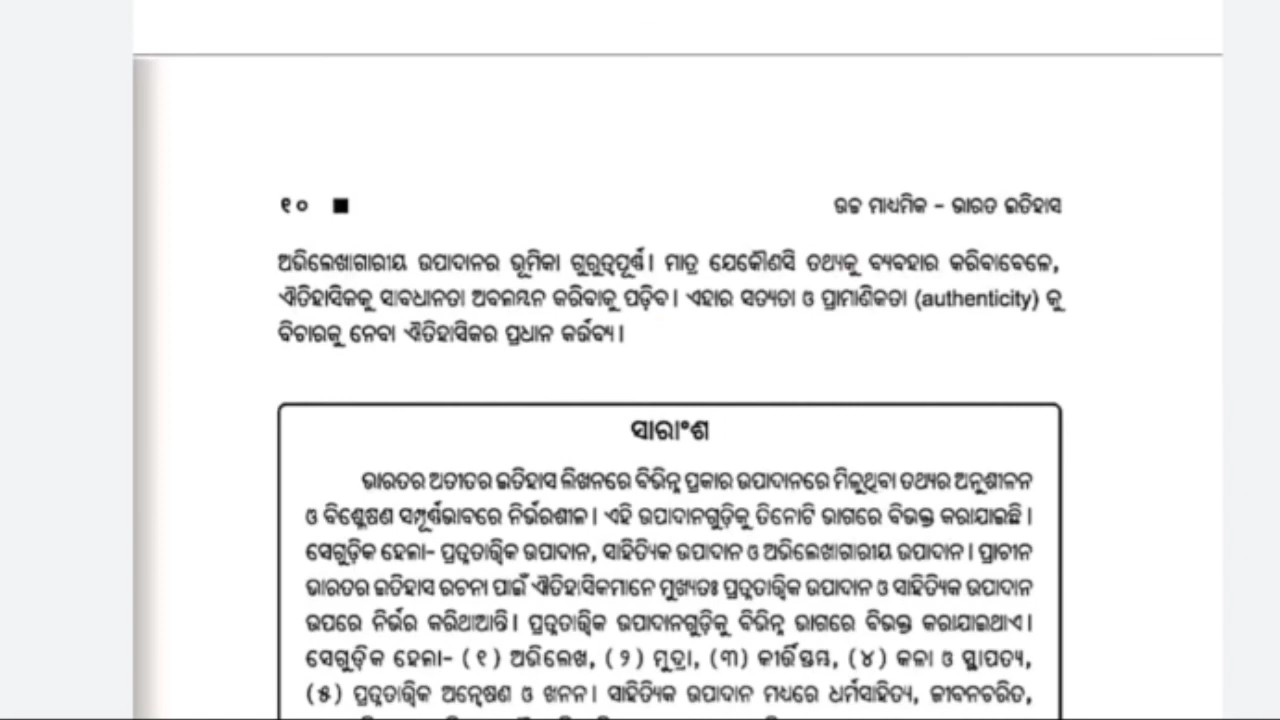 ୧୦ ■ ଉଚ୍ଚ ମାଧ୍ୟମିକ – ଭାରତ ଇତିହାସ
ଅଭିଲେଖାଗାରୀୟ ଉପାଦାନର ଭୂମିକା ଗୁରୁତ୍ୱପୂର୍ଣ୍ଣ। ମାତ୍ର ଯେକୌଣସି ତଥ୍ୟକୁ ବ୍ୟବହାର କରିବାବେଳେ,
ଐତିହାସିକକୁ ସାବଧାନତା ଅବଲମ୍ବନ କରିବାକୁ ପଡ଼ିବ। ଏହାର ସତ୍ୟତା ଓ ପ୍ରାମାଣିକତା (authenticity) କୁ
ବିଚାରକୁ ନେବା ଐତିହାସିକର ପ୍ରଧାନ କର୍ତ୍ତବ୍ୟ।
ସାରାଂଶ
ଭାରତର ଅତୀତର ଇତିହାସ ଲିଖନରେ ବିଭିନ୍ନ ପ୍ରକାର ଉପାଦାନରେ ମିଳୁଥିବା ତଥ୍ୟର ଅନୁଶୀଳନ
ଓ ବିଶ୍ଳେଷଣ ସମ୍ପୂର୍ଣ୍ଣଭାବରେ ନିର୍ଭରଶୀଳ। ଏହି ଉପାଦାନଗୁଡ଼ିକୁ ତିନୋଟି ଭାଗରେ ବିଭକ୍ତ କରାଯାଇଛି।
ସେଗୁଡ଼ିକ ହେଲା– ପ୍ରତ୍ନତାତ୍ତ୍ୱିକ ଉପାଦାନ, ସାହିତ୍ୟିକ ଉପାଦାନ ଓ ଅଭିଲେଖାଗାରୀୟ ଉପାଦାନ। ପ୍ରାଚୀନ
ଭାରତର ଇତିହାସ ରଚନା ପାଇଁ ଐତିହାସିକମାନେ ମୁଖ୍ୟତଃ ପ୍ରତ୍ନତାତ୍ତ୍ୱିକ ଉପାଦାନ ଓ ସାହିତ୍ୟିକ ଉପାଦାନ
ଉପରେ ନିର୍ଭର କରିଥାଆନ୍ତି। ପ୍ରତ୍ନତାତ୍ତ୍ୱିକ ଉପାଦାନଗୁଡ଼ିକୁ ବିଭିନ୍ନ ଭାଗରେ ବିଭକ୍ତ କରାଯାଇଥାଏ।
ସେଗୁଡ଼ିକ ହେଲା– (୧) ଅଭିଲେଖ, (୨) ମୁଦ୍ରା, (୩) କୀର୍ତ୍ତିସ୍ତମ୍ଭ, (୪) କଳା ଓ ସ୍ଥାପତ୍ୟ,
(୫) ପ୍ରତ୍ନତାତ୍ତ୍ୱିକ ଅନ୍ୱେଷଣ ଓ ଖନନ। ସାହିତ୍ୟିକ ଉପାଦାନ ମଧ୍ୟରେ ଧର୍ମସାହିତ୍ୟ, ଜୀବନଚରିତ,